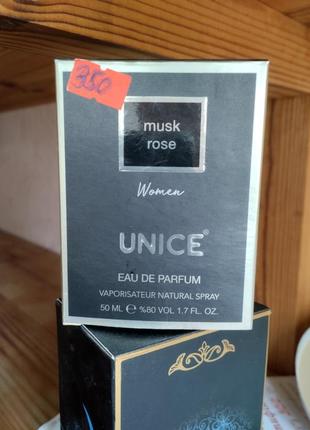 350
musk
rose
Women
UNICE®
EAU DE PARFUM
VAPORISATEUR NATURAL SPRAY
50 ML ℮ %80 VOL 1.7 FL. OZ.